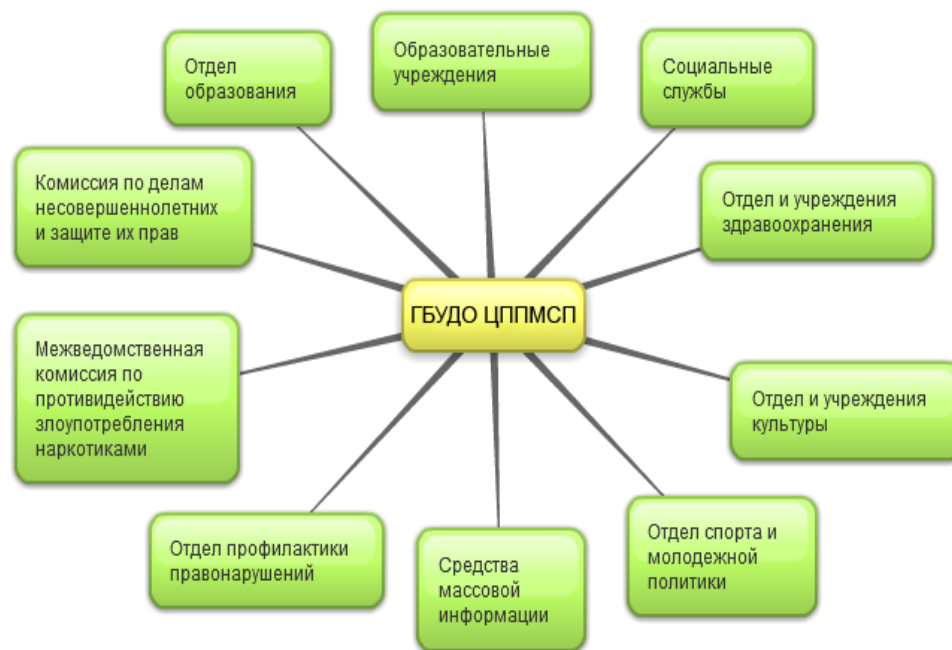 Отдел
образования
Образовательные
учреждения
Социальные
службы
Комиссия по делам
несовершеннолетних
и защите их прав
Отдел и учреждения
здравоохранения
ГБУДО ЦППМСП
Межведомственная
комиссия по
противидействию
злоупотребления
наркотиками
Отдел и учреждения
культуры
Отдел профилактики
правонарушений
Средства
массовой
информации
Отдел спорта и
молодежной
политики